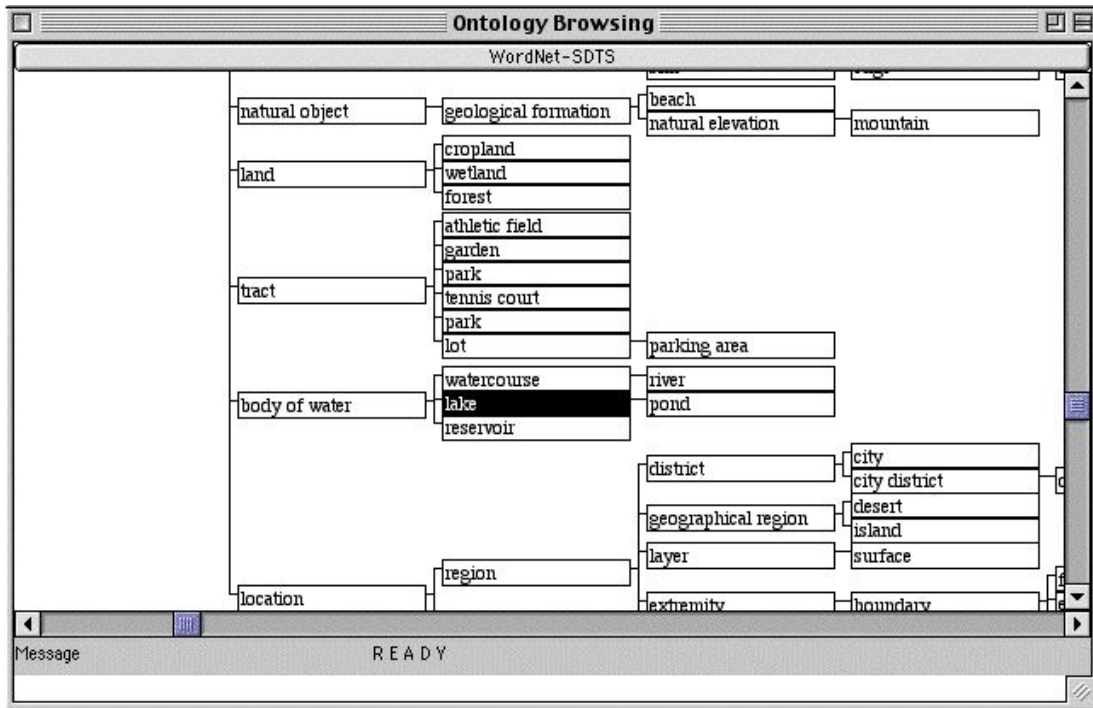 Ontology Browsing
WordNet-SDTS
natural object
geological formation
beach
natural elevation
mountain
land
cropland
wetland
forest
tract
athletic field
garden
park
tennis court
park
lot
parking area
body of water
watercourse
river
lake
pond
reservoir
district
city
city district
geographical region
desert
island
layer
surface
region
location
extremity
boundary
Message
READY